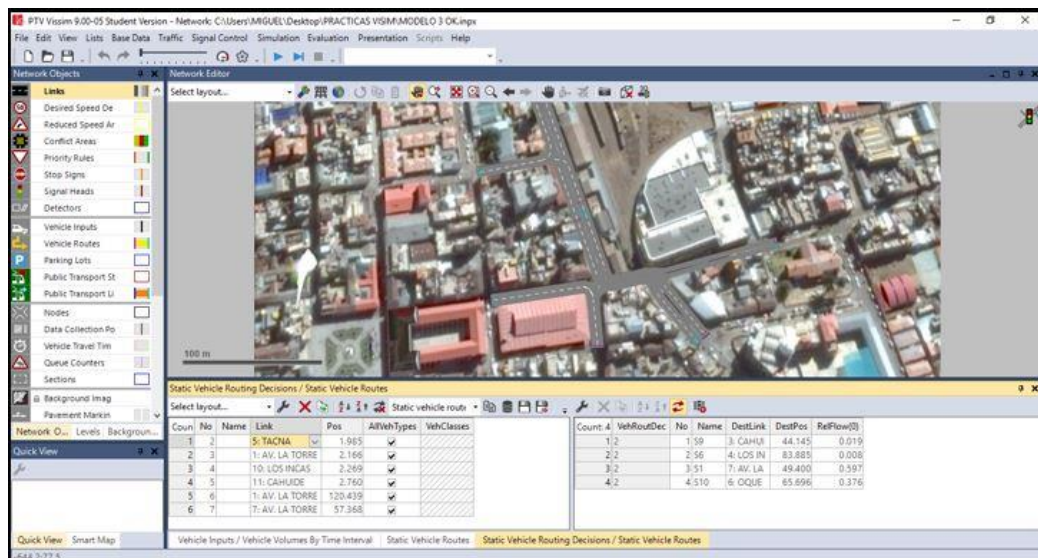 PTV Vissim 9.00-05 Student Version - Network: C:\Users\MIGUEL\Desktop\PRACTICAS VISIM\MODELO 3 OK.inpx
File Edit View Lists Base Data Traffic Signal Control Simulation Evaluation Presentation Scripts Help
Network Objects
Links
Desired Speed De
Reduced Speed Ar
Conflict Areas
Priority Rules
Stop Signs
Signal Heads
Detectors
Vehicle Inputs
Vehicle Routes
Parking Lots
Public Transport St
Public Transport Li
Nodes
Data Collection Po
Vehicle Travel Tim
Queue Counters
Sections
Background Imag
Pavement Markin
Network O... Levels Backgroun...
Quick View
Quick View Smart Map
Network Editor
Select layout...
100 m
Static Vehicle Routing Decisions / Static Vehicle Routes
Select layout... Static vehicle route
Coun No Name Link Pos AllVehTypes VehClasses
1 2 5: TACNA 1.985
2 3 1: AV. LA TORRE 2.166
3 4 10: LOS INCAS 2.269
4 5 11: CAHUIDE 2.760
5 6 1: AV. LA TORRE 120.439
6 7 7: AV. LA TORRE 57.368
Count: 4 VehRoutDec No Name DestLink DestPos RelFlow(0)
1 2 1 S9 3: CAHUI 44.145 0.019
2 2 2 S6 4: LOS IN 83.885 0.008
3 2 3 S1 7: AV. LA 49.400 0.597
4 2 4 S10 6: OQUE 65.696 0.376
Vehicle Inputs / Vehicle Volumes By Time Interval Static Vehicle Routes Static Vehicle Routing Decisions / Static Vehicle Routes